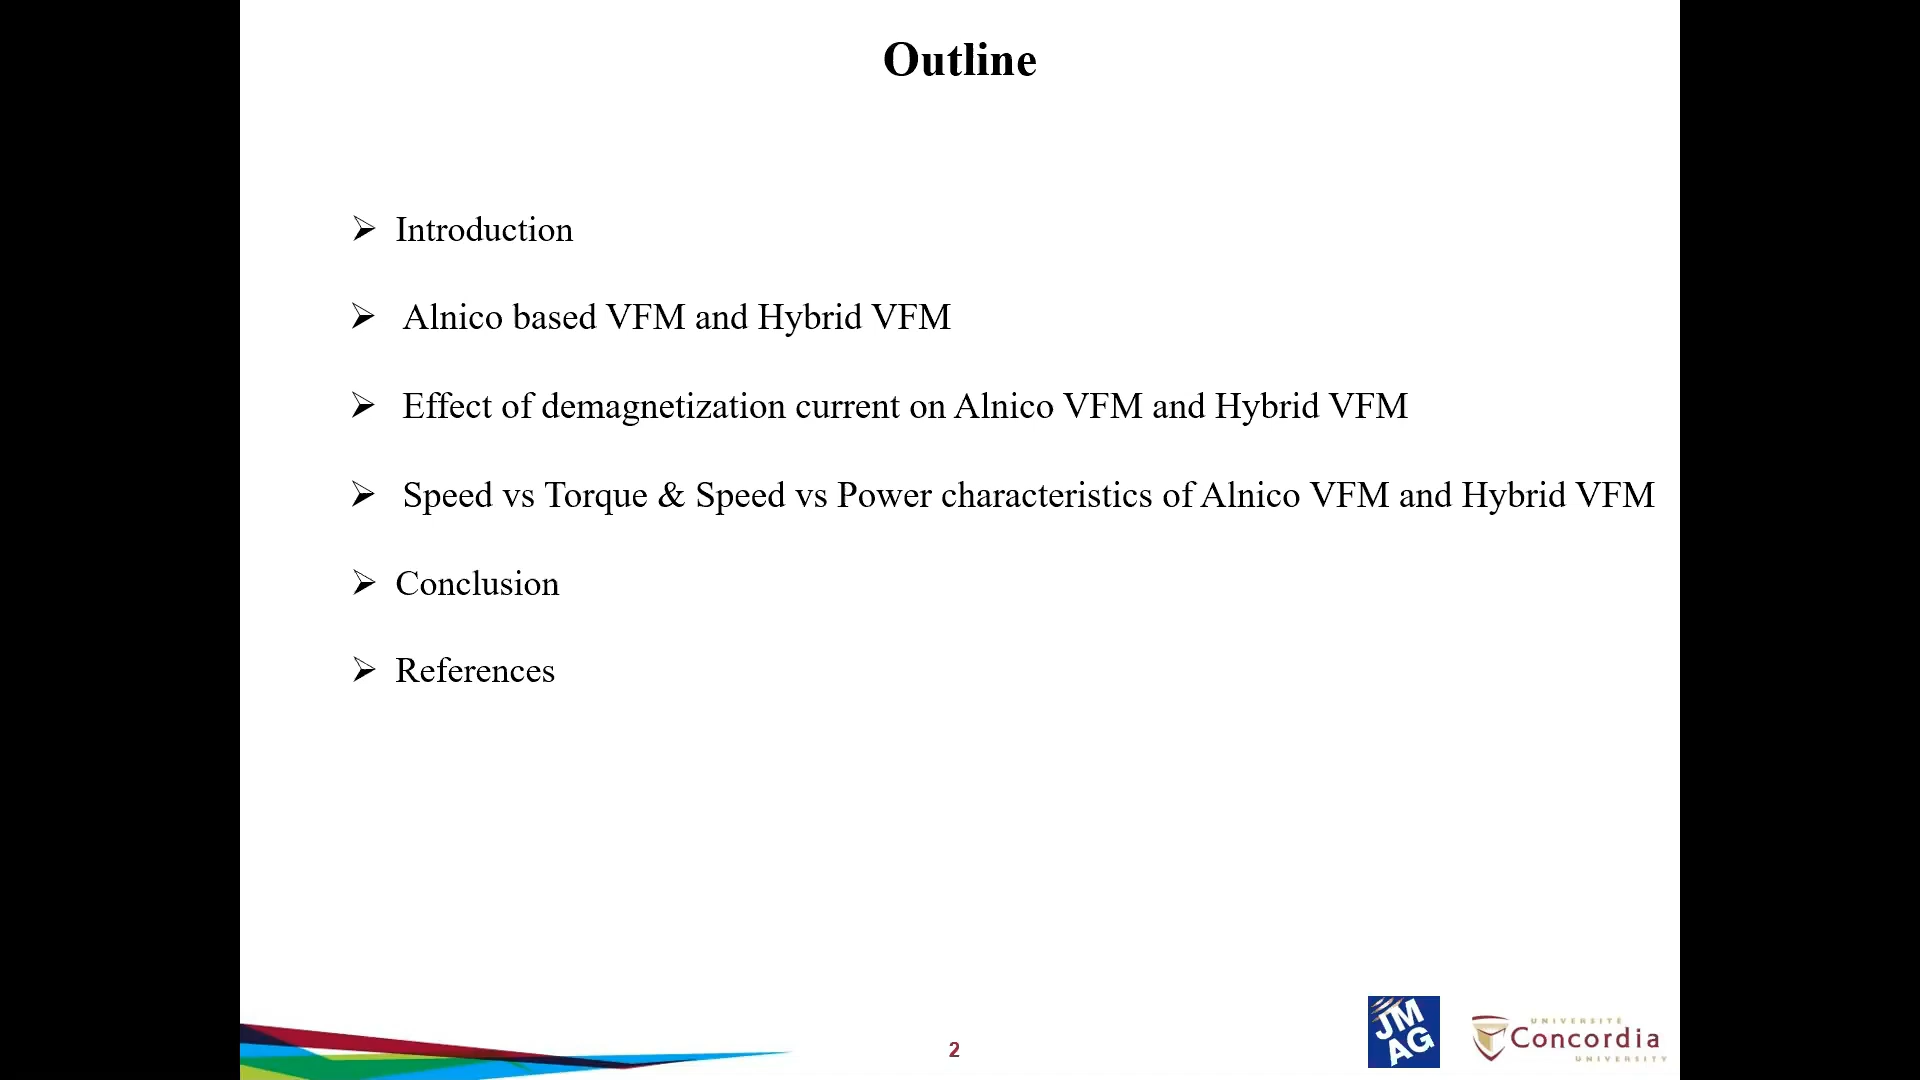 Outline
➢ Introduction
➢ Alnico based VFM and Hybrid VFM
➢ Effect of demagnetization current on Alnico VFM and Hybrid VFM
➢ Speed vs Torque & Speed vs Power characteristics of Alnico VFM and Hybrid VFM
➢ Conclusion
➢ References
2
JM
AG
UNIVERSITÉ
Concordia
UNIVERSITY